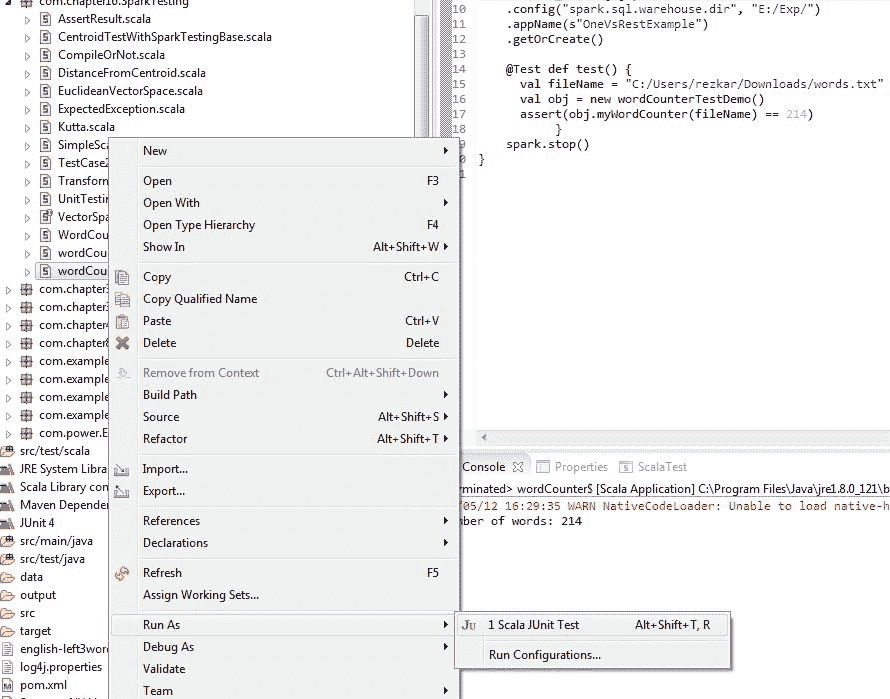 com.chapter16.SparkTesting
AssertResult.scala
CentroidTestWithSparkTestingBase.scala
CompileOrNot.scala
DistanceFromCentroid.scala
EuclideanVectorSpace.scala
ExpectedException.scala
Kutta.scala
SimpleSca
TestCase2
Transform
UnitTestin
VectorSpa
WordCou
wordCou
wordCou
com.chapter
com.chapter
com.chapter4
com.chapter8
com.example
com.example
com.example
com.example
com.power.E
src/test/scala
JRE System Libra
Scala Library con
Maven Depender
JUnit 4
src/main/java
src/test/java
data
output
src
target
english-left3word
log4j.properties
pom.xml
New
Open F3
Open With
Open Type Hierarchy F4
Show In Alt+Shift+W
Copy Ctrl+C
Copy Qualified Name
Paste Ctrl+V
Delete Delete
Remove from Context Ctrl+Alt+Shift+Down
Build Path
Source Alt+Shift+S
Refactor Alt+Shift+T
Import...
Export...
References
Declarations
Refresh F5
Assign Working Sets...
Run As
Debug As
Validate
Team
1 Scala JUnit Test Alt+Shift+T, R
Run Configurations...
10 .config("spark.sql.warehouse.dir", "E:/Exp/")
11 .appName(s"OneVsRestExample")
12 .getOrCreate()
13
14 @Test def test() {
15 val fileName = "C:/Users/rezkar/Downloads/words.txt"
16 val obj = new wordCounterTestDemo()
17 assert(obj.myWordCounter(fileName) == 214)
18 }
9 spark.stop()
0 }
1
Console Properties ScalaTest
minated> wordCounter$ [Scala Application] C:\Program Files\Java\jre1.8.0_121\b
/05/12 16:29:35 WARN NativeCodeLoader: Unable to load native-h
ber of words: 214